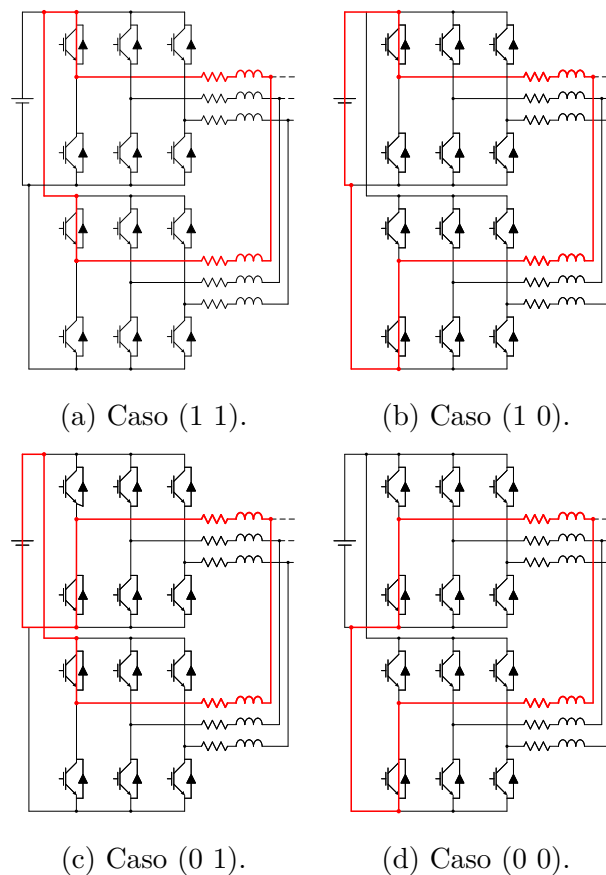 (a) Caso (1 1).
(b) Caso (1 0).
(c) Caso (0 1).
(d) Caso (0 0).